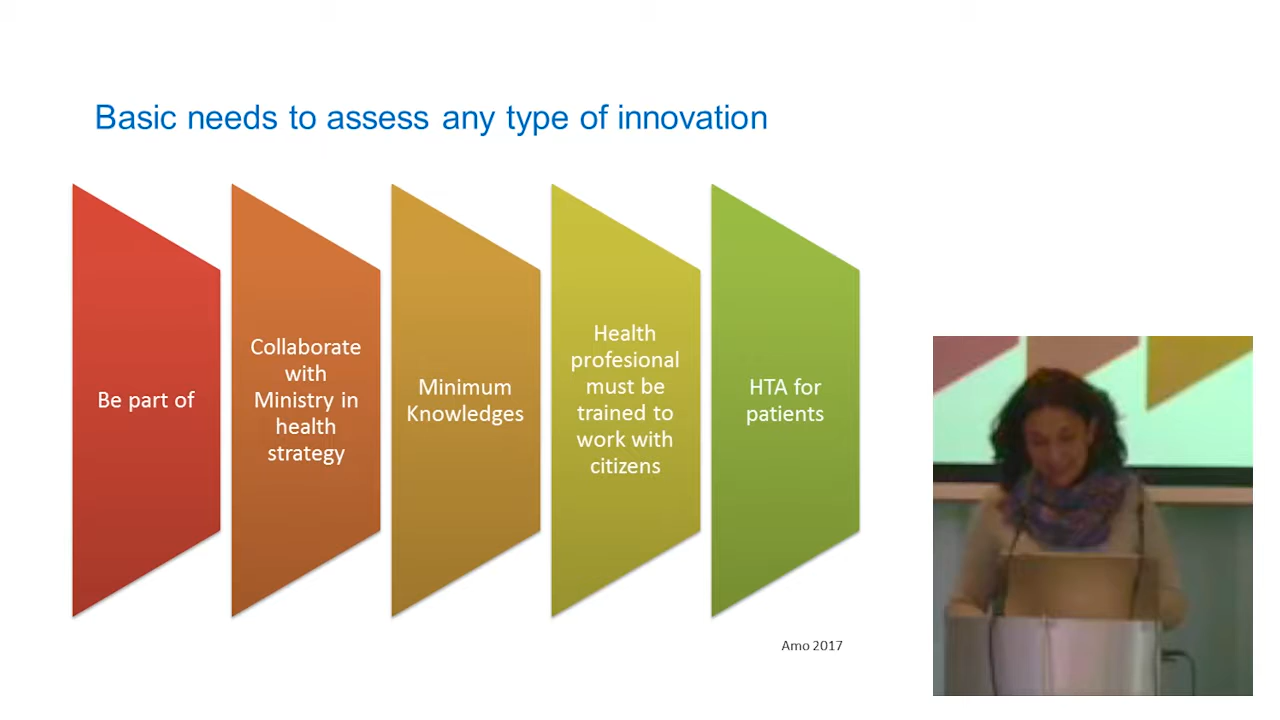 Basic needs to assess any type of innovation
Be part of
Collaborate
with
Ministry in
health
strategy
Minimum
Knowledges
Health
profesional
must be
trained to
work with
citizens
HTA for
patients
Amo 2017